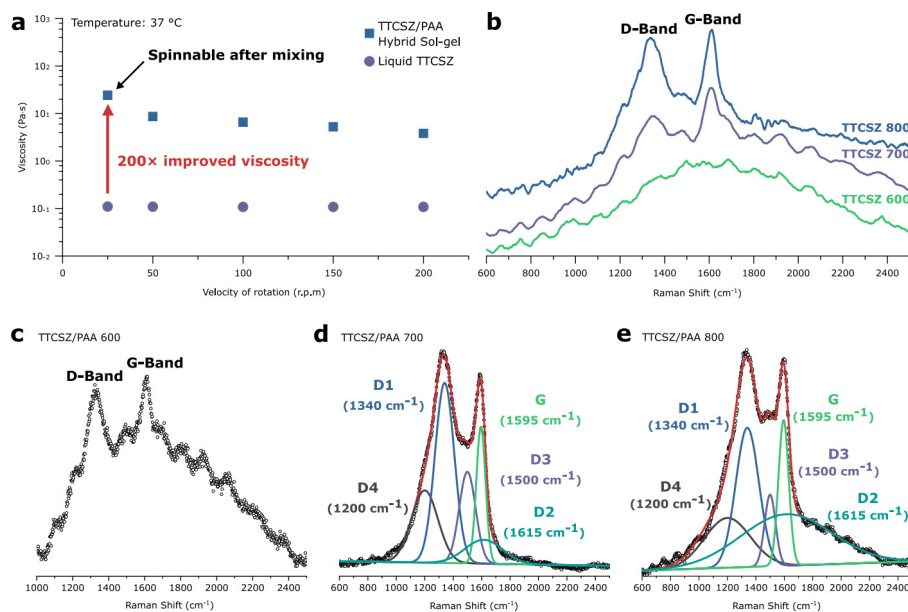 a
Temperature: 37 °C
TTCSZ/PAA
Hybrid Sol-gel
Liquid TTCSZ
Spinnable after mixing
200× improved viscosity
Viscosity (Pa·s)
10³
10²
10¹
10⁰
10-1
10-2
0
50
100
150
200
Velocity of rotation (r.p.m)
b
D-Band
G-Band
TTCSZ 800
TTCSZ 700
TTCSZ 600
600
800
1000
1200
1400
1600
1800
2000
2200
2400
Raman Shift (cm⁻¹)
c
TTCSZ/PAA 600
D-Band
G-Band
1000
1200
1400
1600
1800
2000
2200
2400
Raman Shift (cm⁻¹)
d
TTCSZ/PAA 700
D1
(1340 cm⁻¹)
G
(1595 cm⁻¹)
D3
(1500 cm⁻¹)
D4
(1200 cm⁻¹)
D2
(1615 cm⁻¹)
600
800
1000
1200
1400
1600
1800
2000
2200
2400
Raman Shift (cm⁻¹)
e
TTCSZ/PAA 800
D1
(1340 cm⁻¹)
G
(1595 cm⁻¹)
D3
(1500 cm⁻¹)
D4
(1200 cm⁻¹)
D2
(1615 cm⁻¹)
600
800
1000
1200
1400
1600
1800
2000
2200
2400
Raman Shift (cm⁻¹)